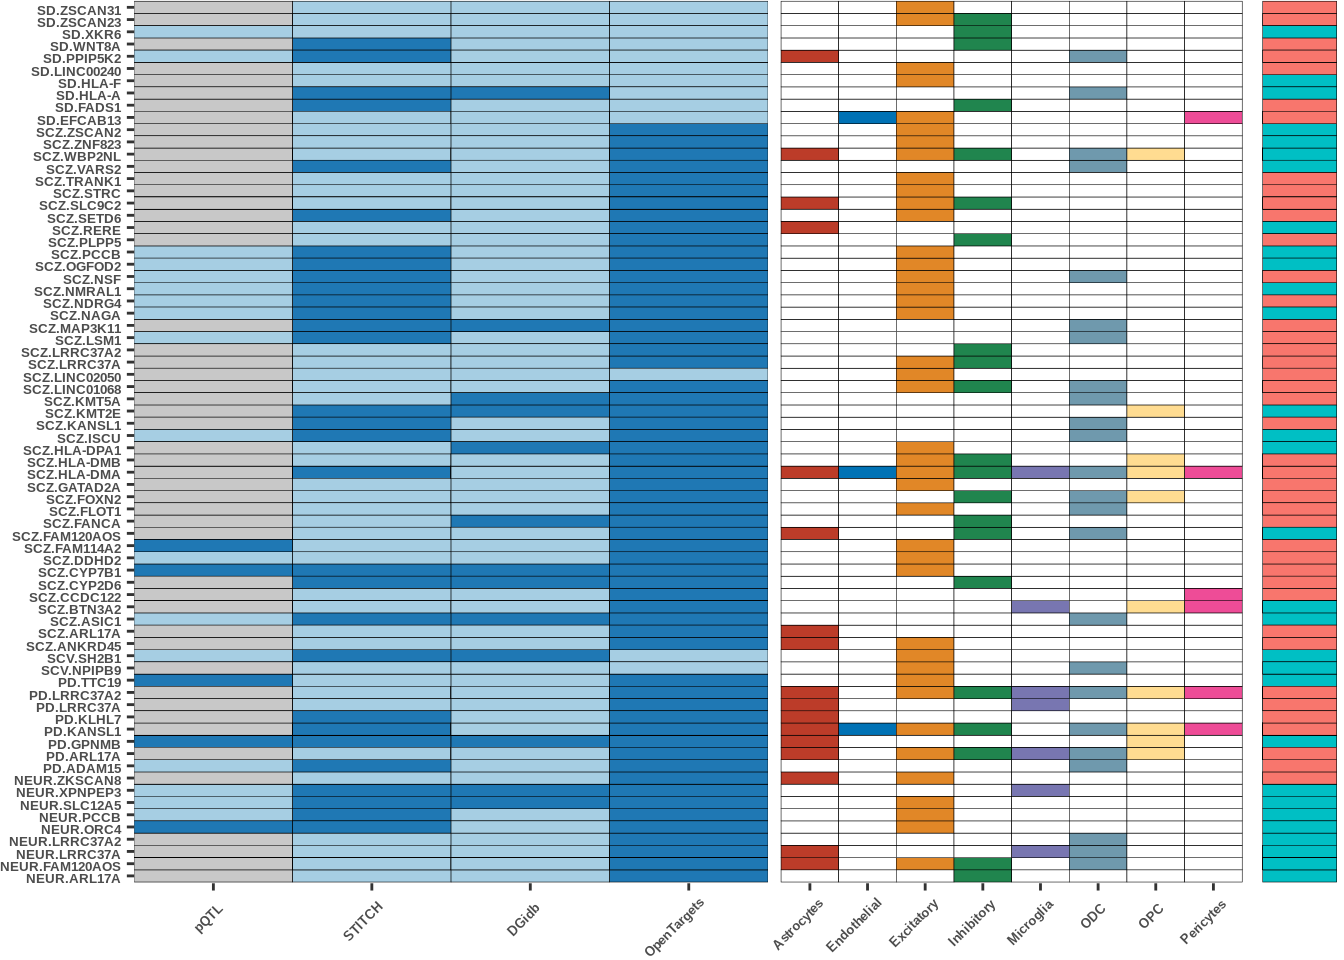 SD.ZSCAN31
SD.ZSCAN23
SD.XKR6
SD.WNT8A
SD.PPIP5K2
SD.LINC00240
SD.HLA-F
SD.HLA-A
SD.FADS1
SD.EFCAB13
SCZ.ZSCAN2
SCZ.ZNF823
SCZ.WBP2NL
SCZ.VARS2
SCZ.TRANK1
SCZ.STRC
SCZ.SLC9C2
SCZ.SETD6
SCZ.RERE
SCZ.PLPP5
SCZ.PCCB
SCZ.OGFOD2
SCZ.NSF
SCZ.NMRAL1
SCZ.NDRG4
SCZ.NAGA
SCZ.MAP3K11
SCZ.LSM1
SCZ.LRRC37A2
SCZ.LRRC37A
SCZ.LINC02050
SCZ.LINC01068
SCZ.KMT5A
SCZ.KMT2E
SCZ.KANSL1
SCZ.ISCU
SCZ.HLA-DPA1
SCZ.HLA-DMB
SCZ.HLA-DMA
SCZ.GATAD2A
SCZ.FOXN2
SCZ.FLOT1
SCZ.FANCA
SCZ.FAM120AOS
SCZ.FAM114A2
SCZ.DDHD2
SCZ.CYP7B1
SCZ.CYP2D6
SCZ.CCDC122
SCZ.BTN3A2
SCZ.ASIC1
SCZ.ARL17A
SCZ.ANKRD45
SCV.SH2B1
SCV.NPIPB9
PD.TTC19
PD.LRRC37A2
PD.LRRC37A
PD.KLHL7
PD.KANSL1
PD.GPNMB
PD.ARL17A
PD.ADAM15
NEUR.ZKSCAN8
NEUR.XPNPEP3
NEUR.SLC12A5
NEUR.PCCB
NEUR.ORC4
NEUR.LRRC37A2
NEUR.LRRC37A
NEUR.FAM120AOS
NEUR.ARL17A
pQTL
STITCH
DGidb
OpenTargets
Astrocytes
Endothelial
Excitatory
Inhibitory
Microglia
ODC
OPC
Pericytes